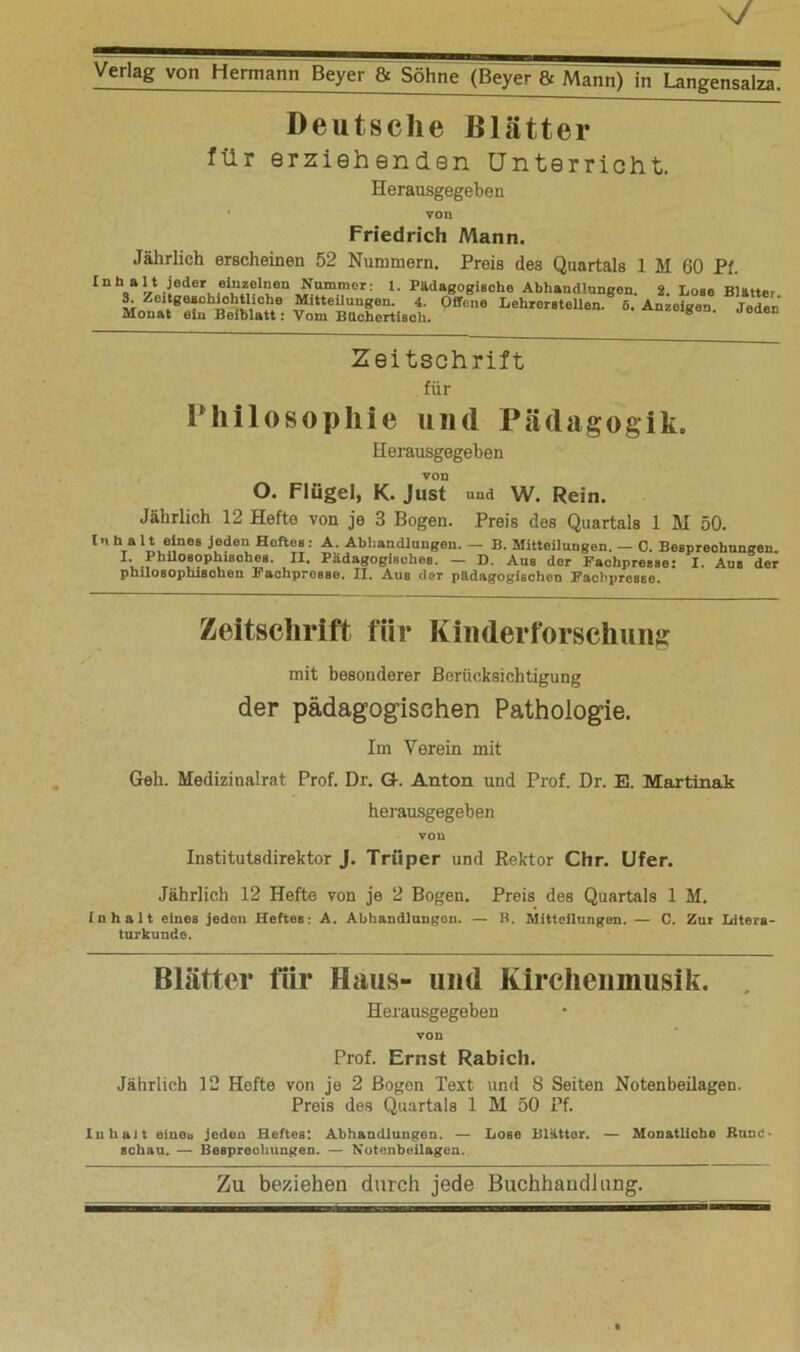 Verlag von Hermann Beyer & Söhne (Beyer & Mann) in Langensalza.
Deutsche Blätter
für erziehenden Unterricht.
Herausgegeben
von
Friedrich Mann.
Jährlich erscheinen 52 Nummern. Preis des Quartals 1 M 60 Pf.
Inhalt jeder einzelnen Nummer: 1. Pädagogische Abhandlungen. 2. Lose Blätter.
3. Zeitgeschichtliche Mitteilungen. 4. Offene Lehrerstellen. 5. Anzeigen. Jeden
Monat ein Beiblatt: Vom Büchertisch.
Zeitschrift
für
Philosophie und Pädagogik.
Herausgegeben
von
O. Flügel, K. Just und W. Rein.
Jährlich 12 Hefte von je 3 Bogen. Preis des Quartals 1 M 50.
Inhalt eines jeden Heftes: A. Abhandlungen. — B. Mitteilungen. — C. Besprechungen.
I. Philosophisches. II. Pädagogisches. — D. Aus der Fachpresse: I. Aus der
philosophischen Fachpresse. II. Aus der pädagogischen Fachpresse.
Zeitschrift für Kinderforschung
mit besonderer Berücksichtigung
der pädagogischen Pathologie.
Im Verein mit
Geh. Medizinalrat Prof. Dr. G. Anton und Prof. Dr. E. Martinak
herausgegeben
von
Institutsdirektor J. Trüper und Rektor Chr. Ufer.
Jährlich 12 Hefte von je 2 Bogen. Preis des Quartals 1 M.
Inhalt eines jeden Heftes: A. Abhandlungen. — B. Mitteilungen. — C. Zur Litera-
turkunde.
Blätter für Haus- und Kirchenmusik.
Herausgegeben
von
Prof. Ernst Rabich.
Jährlich 12 Hefte von je 2 Bogen Text und 8 Seiten Notenbeilagen.
Preis des Quartals 1 M 50 Pf.
Inhalt eines jeden Heftes: Abhandlungen. — Lose Blätter. — Monatliche Rund-
schau. — Besprechungen. — Notenbeilagen.
Zu beziehen durch jede Buchhandlung.